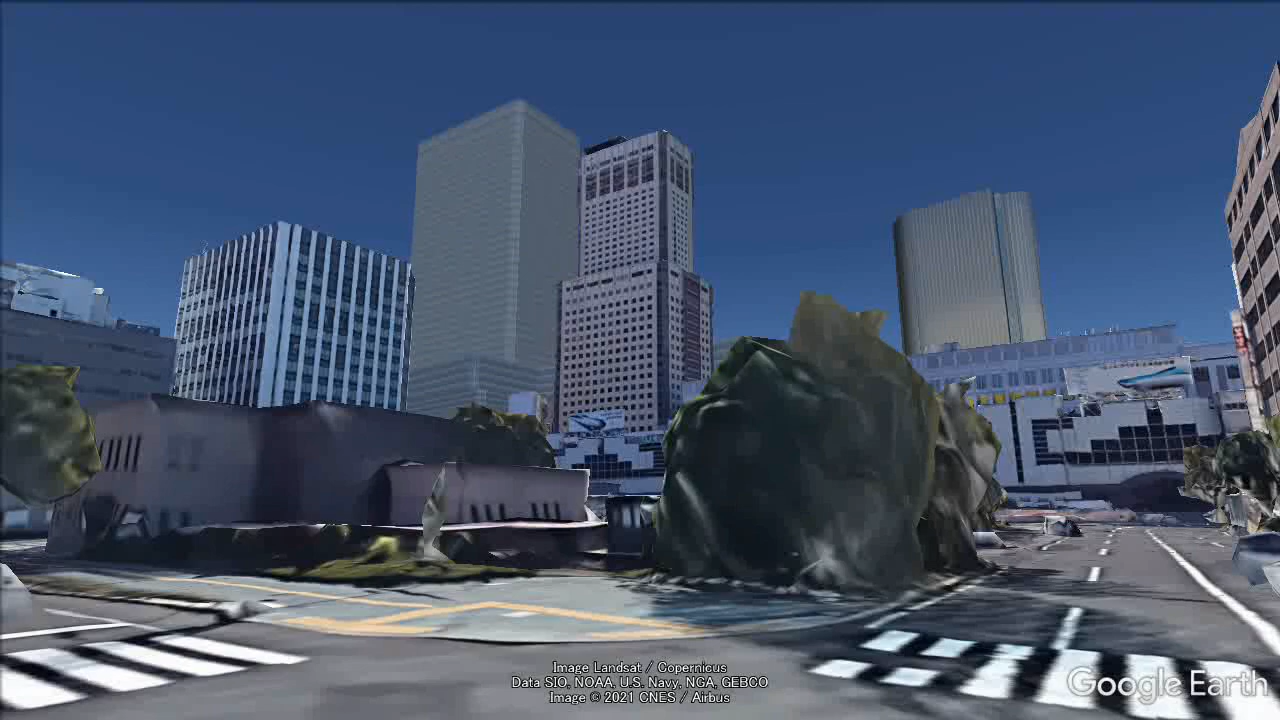 Image Landsat / Copernicus
Data SIO, NOAA, U.S. Navy, NGA, GEBCO
Image © 2021 CNES / Airbus
Google Earth